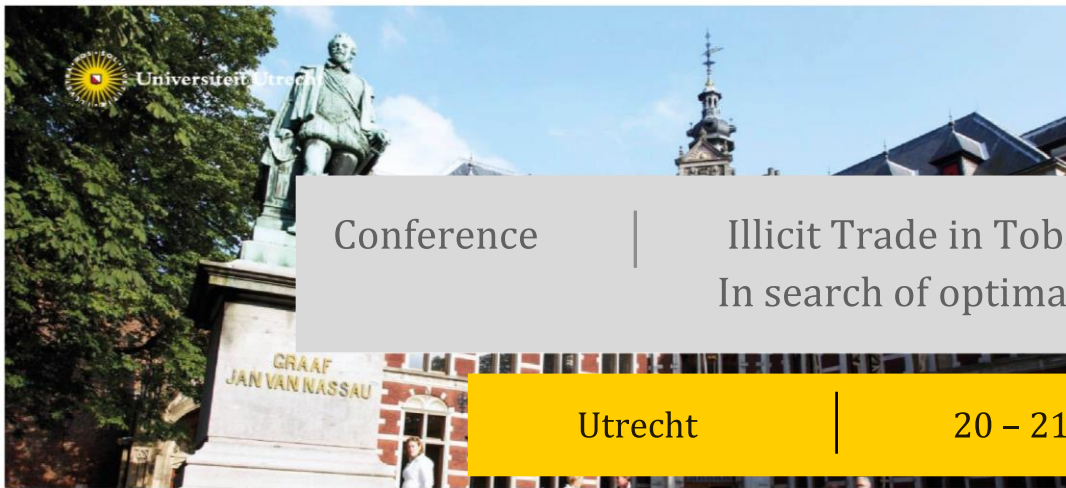 Universiteit Utrecht
Conference Illicit Trade in Tob
In search of optima
GRAAF
JAN VAN NASSAU
Utrecht 20 – 21